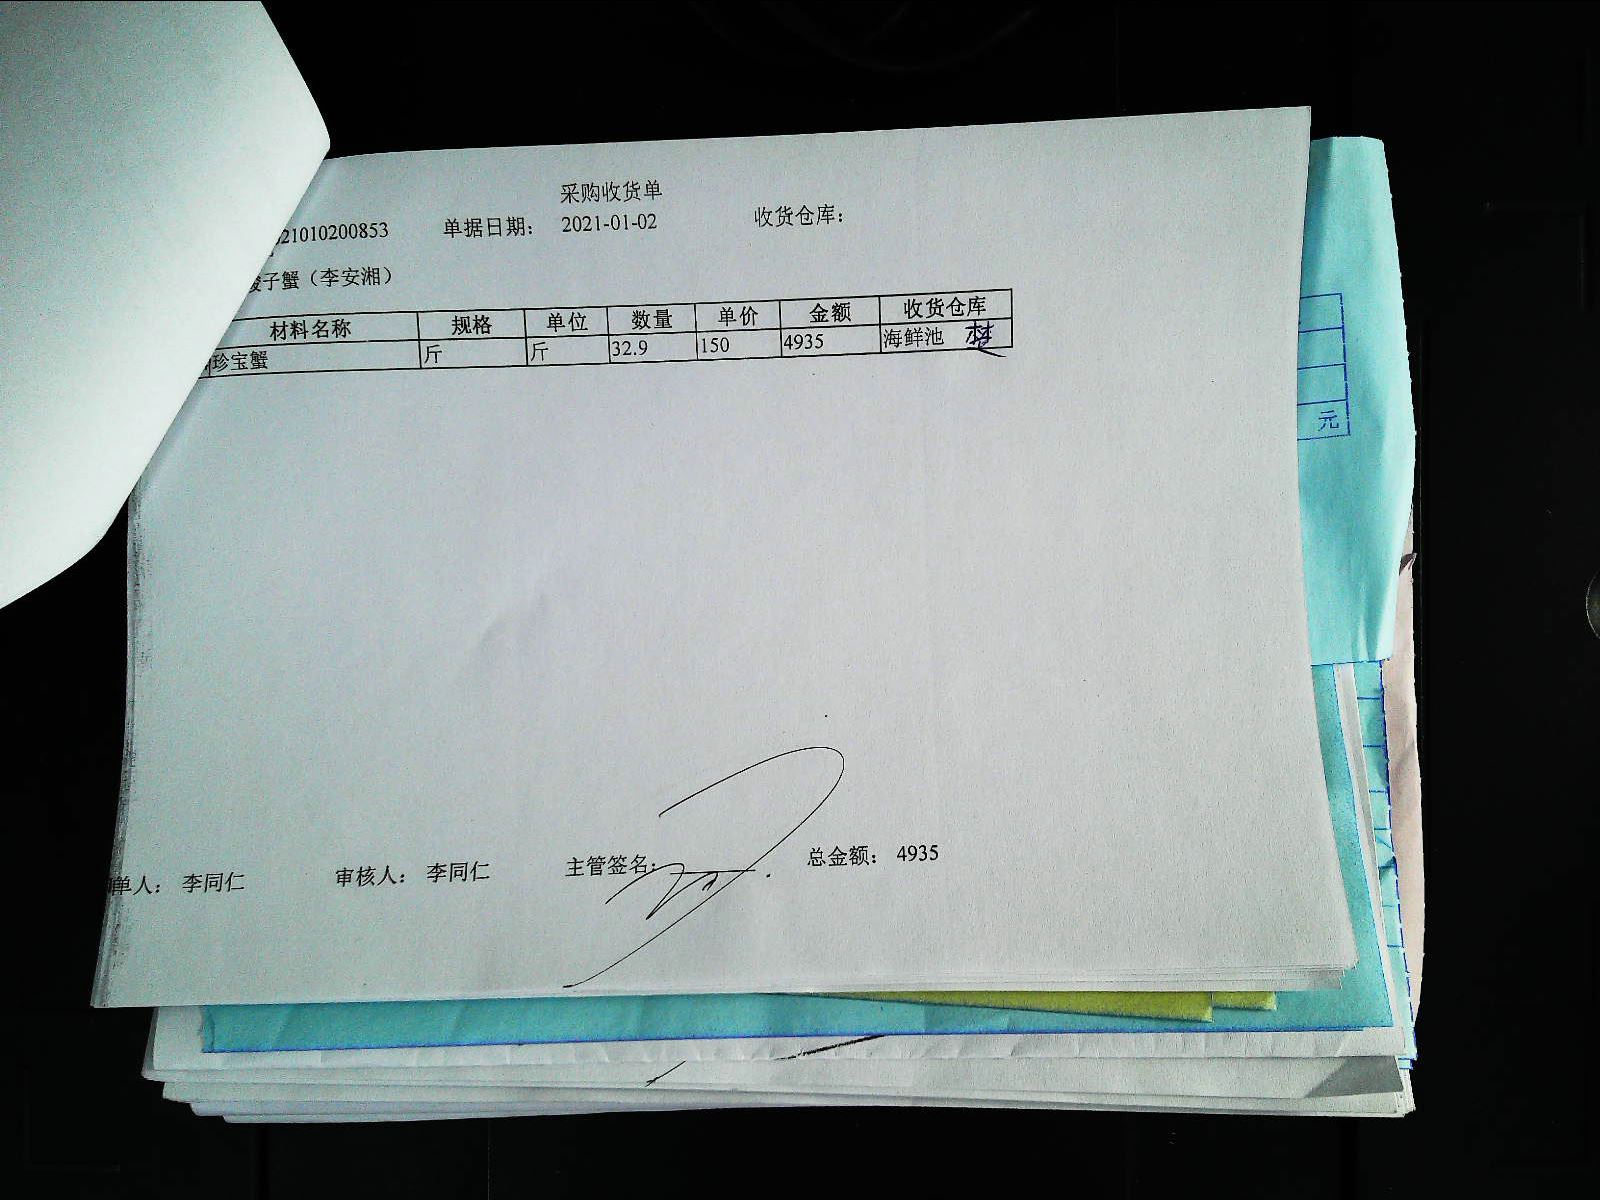 采购收货单
21010200853 单据日期： 2021-01-02 收货仓库：
子蟹（李安湘）
材料名称 规格 单位 数量 单价 金额 收货仓库
珍宝蟹 斤 斤 32.9 150 4935 海鲜池
元
单人： 李同仁 审核人： 李同仁 主管签名： 总金额： 4935